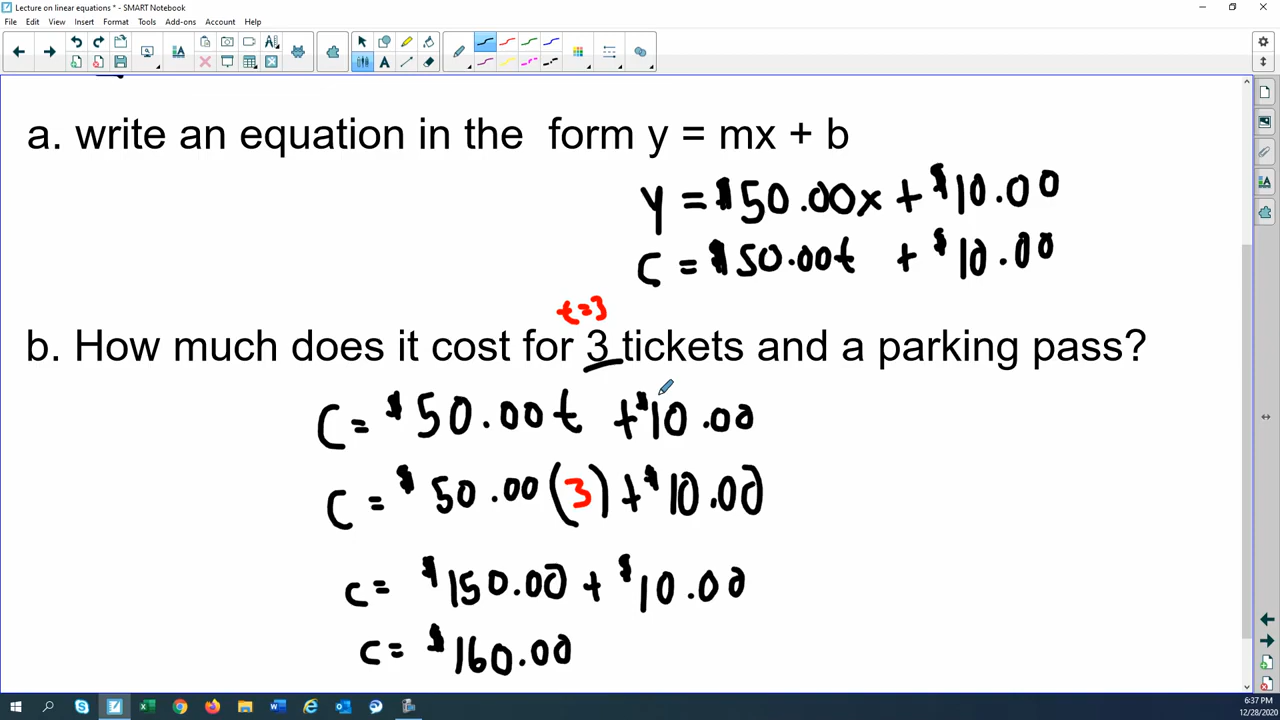 Lecture on linear equations * - SMART Notebook
File Edit View Insert Format Tools Add-ons Account Help
a. write an equation in the form y = mx + b
y = $50.00x + $10.00
C = $50.00t + $10.00
t=3
b. How much does it cost for 3 tickets and a parking pass?
C = $50.00t + $10.00
C = $50.00(3) + $10.00
C = $150.00 + $10.00
C = $160.00
6:37 PM
12/28/2020